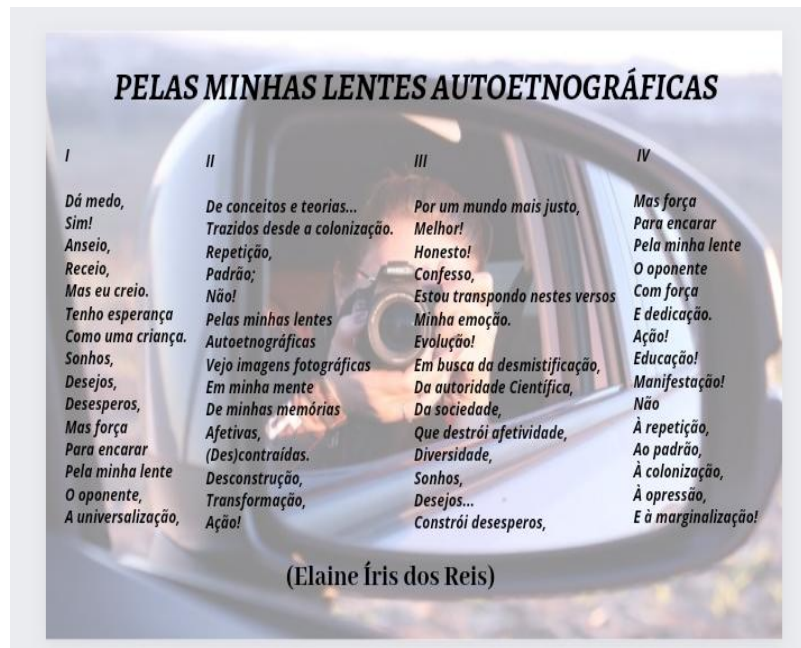 PELAS MINHAS LENTES AUTOETNOGRÁFICAS
I
Dá medo,
Sim!
Anseio,
Receio,
Mas eu creio.
Tenho esperança
Como uma criança.
Sonhos,
Desejos,
Desesperos,
Mas força
Para encarar
Pela minha lente
O oponente,
A universalização,
II
De conceitos e teorias...
Trazidos desde a colonização.
Repetição,
Padrão;
Não!
Pelas minhas lentes
Autoetnográficas
Vejo imagens fotográficas
Em minha mente
De minhas memórias
Afetivas,
(Des)contraídas.
Desconstrução,
Transformação,
Ação!
III
Por um mundo mais justo,
Melhor!
Honesto!
Confesso,
Estou transpondo nestes versos
Minha emoção.
Evolução!
Em busca da desmistificação,
Da autoridade Científica,
Da sociedade,
Que destrói afetividade,
Diversidade,
Sonhos,
Desejos...
Constrói desesperos,
IV
Mas força
Para encarar
Pela minha lente
O oponente
Com força
E dedicação.
Ação!
Educação!
Manifestação!
Não
À repetição,
Ao padrão,
À colonização,
À opressão,
E à marginalização!
(Elaine Íris dos Reis)